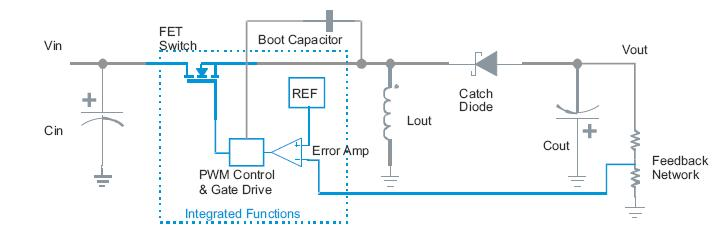 FET
Switch
Boot Capacitor
Vin
Vout
REF
Catch
Diode
Cin
Lout
Cout
Error Amp
PWM Control
& Gate Drive
Feedback
Network
Integrated Functions